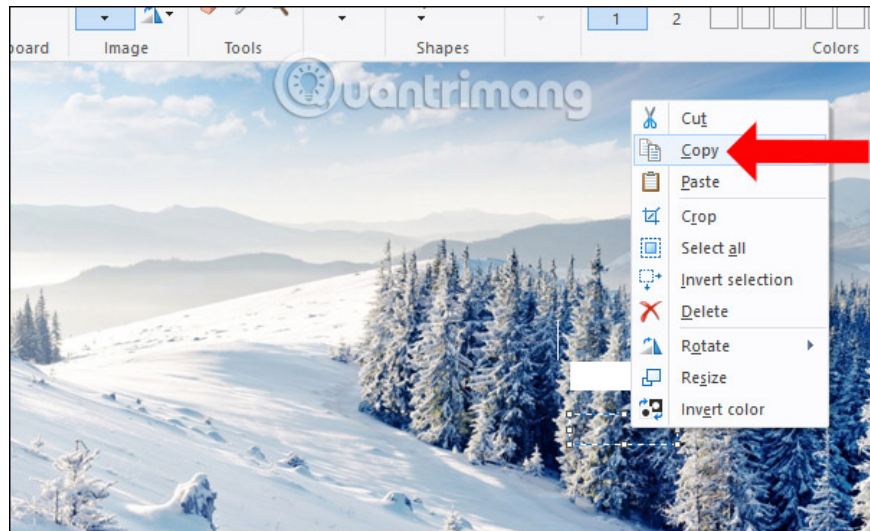 1
2
oard
Image
Tools
Shapes
Colors
Quantrimang
Cut
Copy
Paste
Crop
Select all
Invert selection
Delete
Rotate
Resize
Invert color